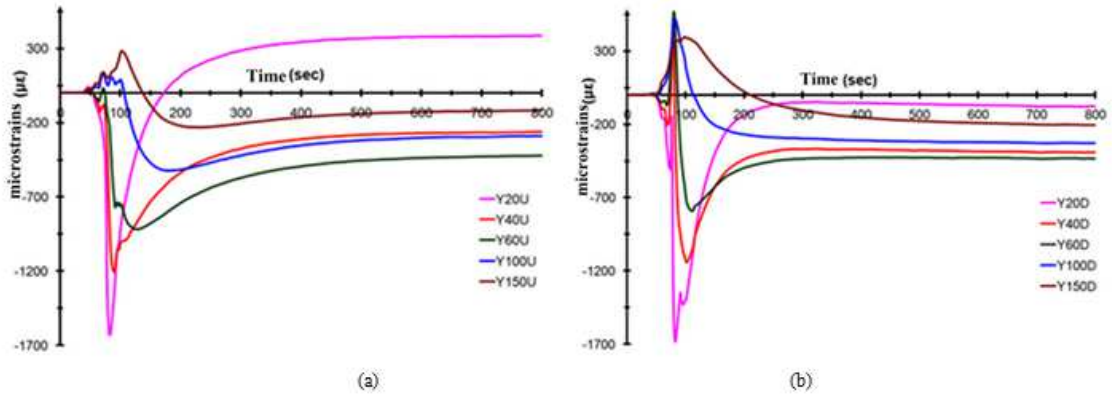 300
-200
-700
-1200
-1700
microstrains (με)
Time (sec)
0 100 200 300 400 500 600 700 800
Y20U
Y40U
Y60U
Y100U
Y150U
(a)
300
-200
-700
-1200
-1700
microstrains(με)
Time (sec)
0 100 200 300 400 500 600 700 800
Y20D
Y40D
Y60D
Y100D
Y150D
(b)